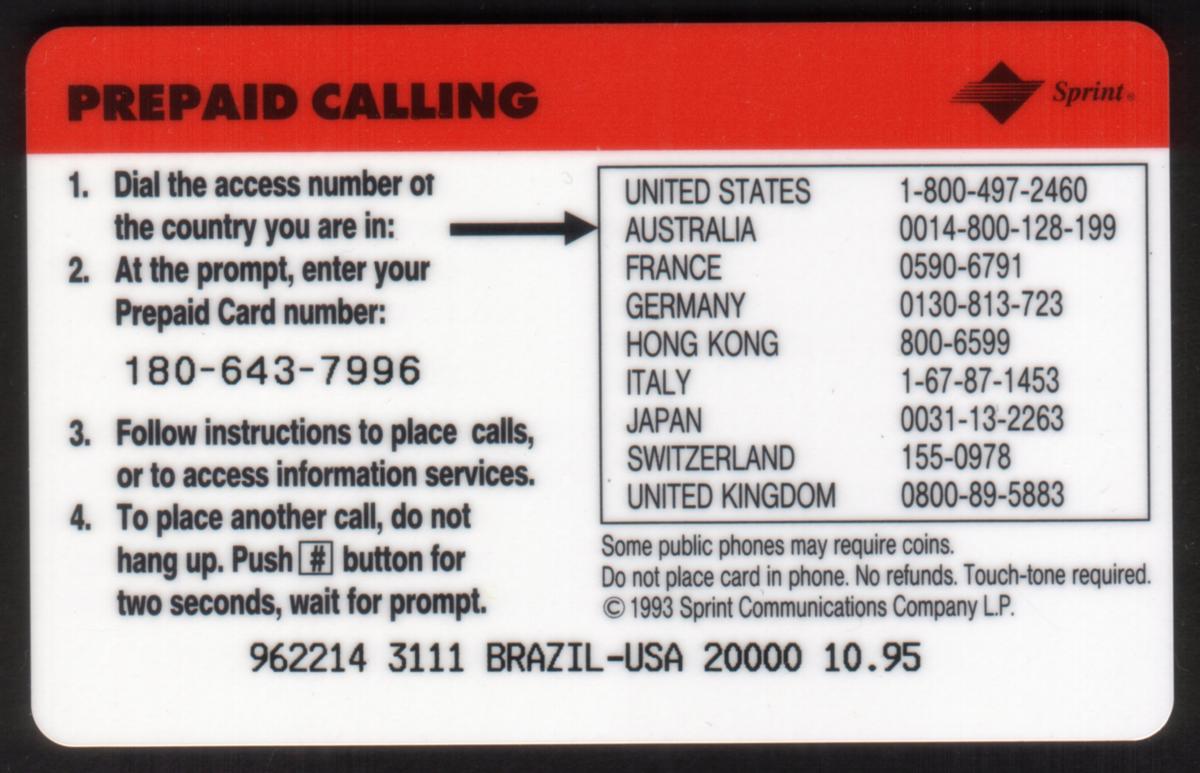 PREPAID CALLING
Sprint®
1. Dial the access number of
the country you are in:
2. At the prompt, enter your
Prepaid Card number:
180-643-7996
3. Follow instructions to place calls,
or to access information services.
4. To place another call, do not
hang up. Push # button for
two seconds, wait for prompt.
UNITED STATES 1-800-497-2460
AUSTRALIA 0014-800-128-199
FRANCE 0590-6791
GERMANY 0130-813-723
HONG KONG 800-6599
ITALY 1-67-87-1453
JAPAN 0031-13-2263
SWITZERLAND 155-0978
UNITED KINGDOM 0800-89-5883
Some public phones may require coins.
Do not place card in phone. No refunds. Touch-tone required.
© 1993 Sprint Communications Company L.P.
962214 3111 BRAZIL-USA 20000 10.95